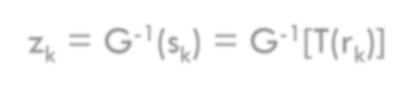 zₖ = G⁻¹(sₖ) = G⁻¹[T(rₖ)]